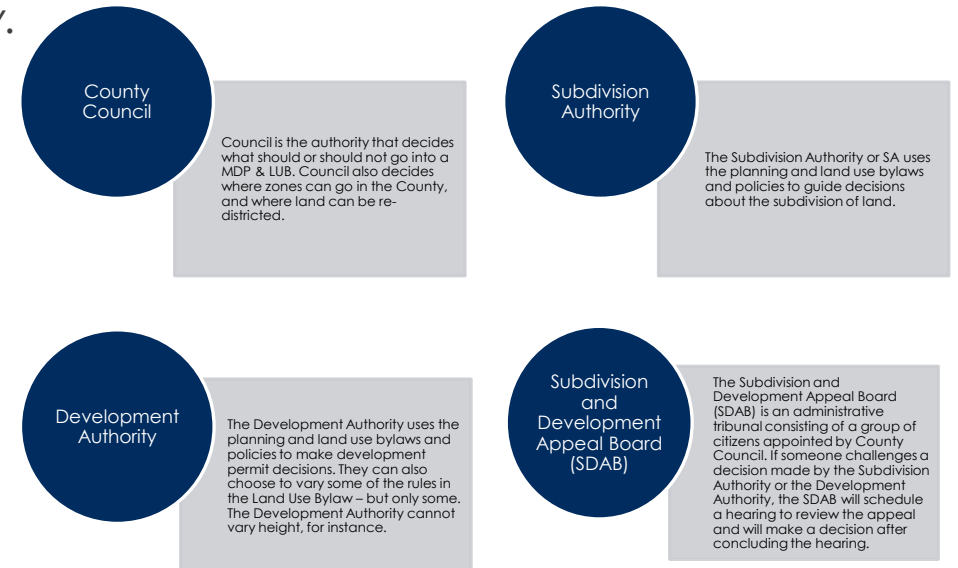 y.
County
Council
Council is the authority that decides
what should or should not go into a
MDP & LUB. Council also decides
where zones can go in the County,
and where land can be re-
districted.
Subdivision
Authority
The Subdivision Authority or SA uses
the planning and land use bylaws
and policies to guide decisions
about the subdivision of land.
Development
Authority
The Development Authority uses the
planning and land use bylaws and
policies to make development
permit decisions. They can also
choose to vary some of the rules in
the Land Use Bylaw – but only some.
The Development Authority cannot
vary height, for instance.
Subdivision
and
Development
Appeal Board
(SDAB)
The Subdivision and
Development Appeal Board
(SDAB) is an administrative
tribunal consisting of a group of
citizens appointed by County
Council. If someone challenges a
decision made by the Subdivision
Authority or the Development
Authority, the SDAB will schedule
a hearing to review the appeal
and will make a decision after
concluding the hearing.